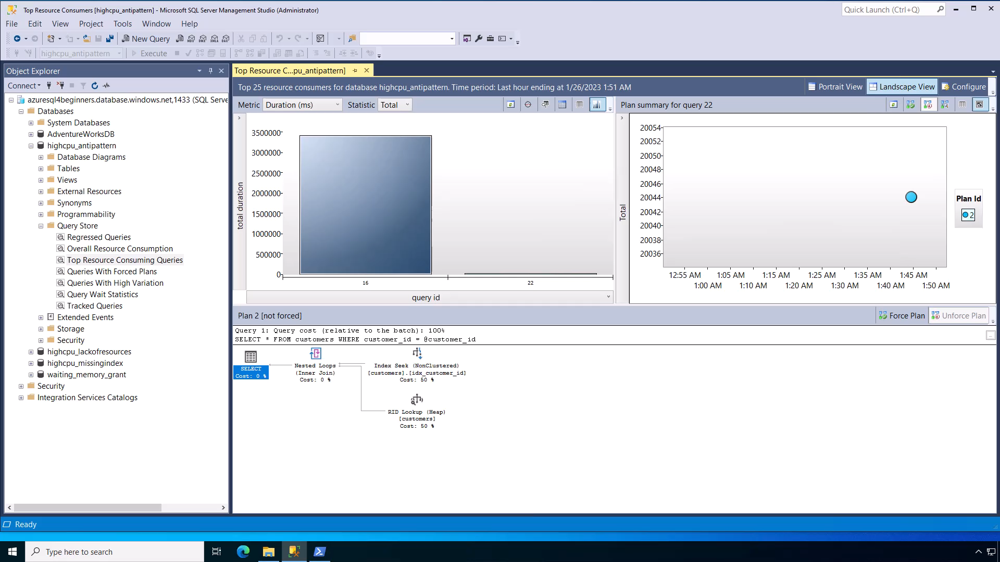 Top Resource Consumers [highcpu_antipattern] - Microsoft SQL Server Management Studio (Administrator)
Quick Launch (Ctrl+Q)
File Edit View Project Tools Window Help
New Query
MDX DMX XMLA DAX
highcpu_antipattern Execute
Object Explorer
Connect
azuresql4beginners.database.windows.net,1433 (SQL Serve
Databases
System Databases
AdventureWorksDB
highcpu_antipattern
Database Diagrams
Tables
Views
External Resources
Synonyms
Programmability
Query Store
Regressed Queries
Overall Resource Consumption
Top Resource Consuming Queries
Queries With Forced Plans
Queries With High Variation
Query Wait Statistics
Tracked Queries
Extended Events
Storage
Security
highcpu_lackofresources
highcpu_missingindex
waiting_memory_grant
Security
Integration Services Catalogs
Top Resource C...pu_antipattern]
Top 25 resource consumers for database highcpu_antipattern. Time period: Last hour ending at 1/26/2023 1:51 AM
Portrait View Landscape View Configure
Metric Duration (ms) Statistic Total
total duration
3500000
3000000
2500000
2000000
1500000
1000000
500000
0
16 22
query id
Plan summary for query 22
Total
20054
20052
20050
20048
20046
20044
20042
20040
20038
20036
12:55 AM 1:05 AM 1:15 AM 1:25 AM 1:35 AM 1:45 AM
1:00 AM 1:10 AM 1:20 AM 1:30 AM 1:40 AM 1:50 AM
Plan Id
2
Plan 2 [not forced]
Force Plan Unforce Plan
Query 1: Query cost (relative to the batch): 100%
SELECT * FROM customers WHERE customer_id = @customer_id
...
SELECT
Cost: 0 %
Nested Loops
(Inner Join)
Cost: 0 %
Index Seek (NonClustered)
[customers].[idx_customer_id]
Cost: 50 %
RID Lookup (Heap)
[customers]
Cost: 50 %
Ready
Type here to search